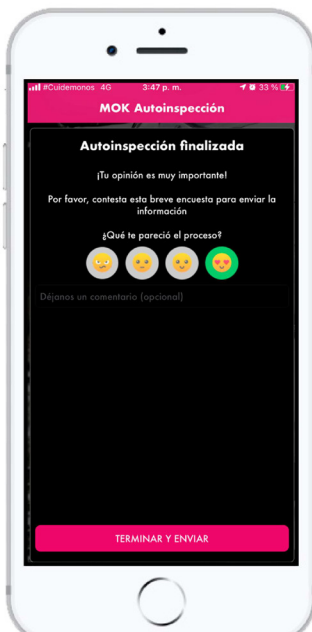 #Cuidemonos 4G 3:47 p. m. 33 %
MOK Autoinspección
Autoinspección finalizada
¡Tu opinión es muy importante!
Por favor, contesta esta breve encuesta para enviar la
información
¿Qué te pareció el proceso?
Déjanos un comentario (opcional)
TERMINAR Y ENVIAR